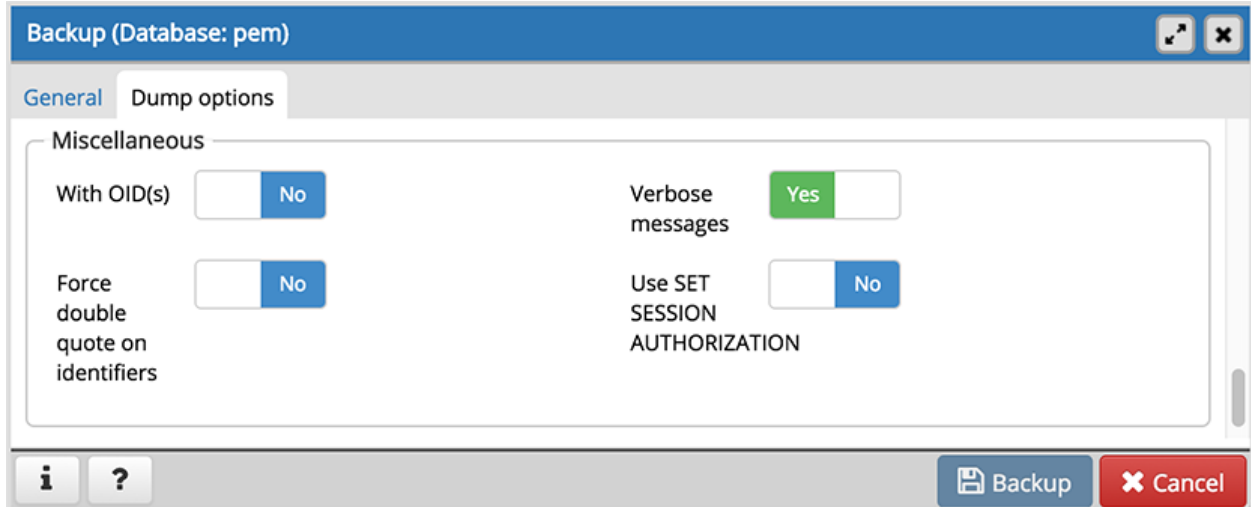 Backup (Database: pem)
General Dump options
Miscellaneous
With OID(s) No
Verbose messages Yes
Force double quote on identifiers No
Use SET SESSION AUTHORIZATION No
i ?
Backup Cancel